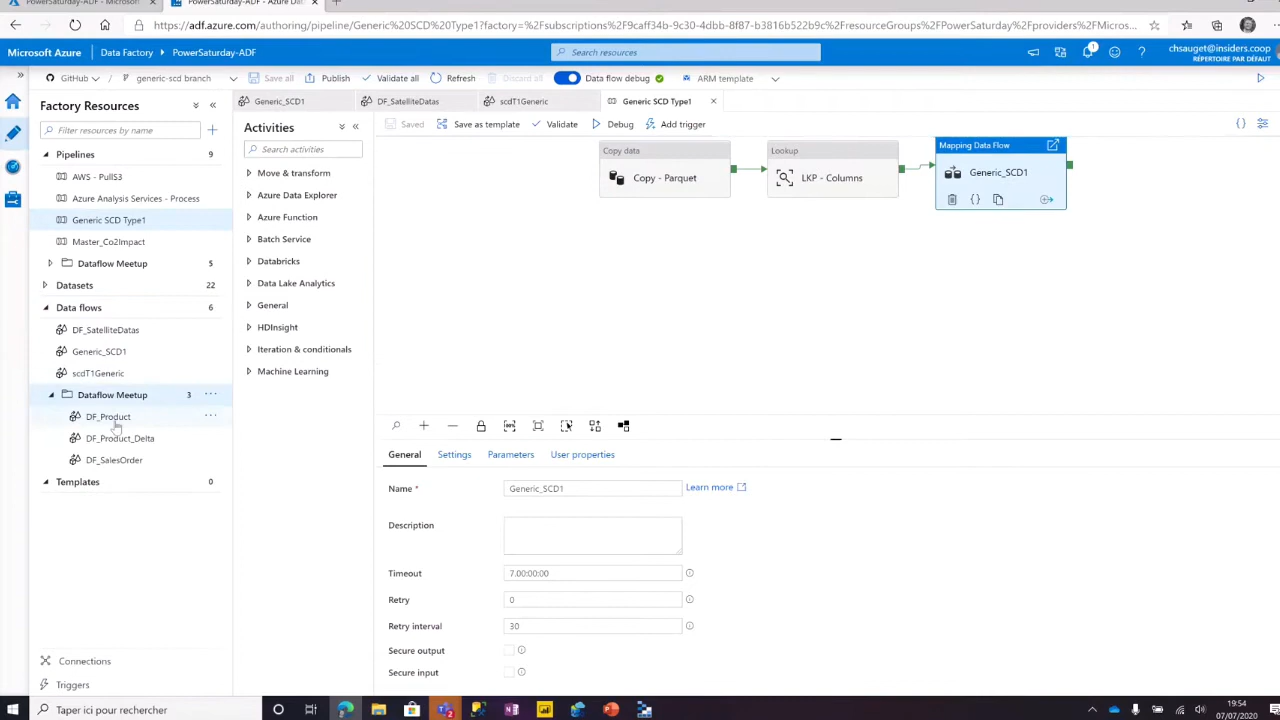 PowerSaturday-ADF - Microsoft
PowerSaturday-ADF - Azure Data
https://adf.azure.com/authoring/pipeline/Generic%20SCD%20Type1?factory=%2Fsubscriptions%2F9caff34b-9c30-4dbb-8f87-b3816b522b9c%2FresourceGroups%2FPowerSaturday%2Fproviders%2FMicros...
Microsoft Azure
Data Factory
PowerSaturday-ADF
Search resources
1
chsauget@insiders.coop
RÉPERTOIRE PAR DÉFAUT
GitHub
generic-scd branch
Save all
Publish
Validate all
Refresh
Discard all
Data flow debug
ARM template
Factory Resources
Filter resources by name
Pipelines 9
AWS - PullS3
Azure Analysis Services - Process
Generic SCD Type1
Master_Co2Impact
Dataflow Meetup 5
Datasets 22
Data flows 6
DF_SatelliteDatas
Generic_SCD1
scdT1Generic
Dataflow Meetup 3
DF_Product
DF_Product_Delta
DF_SalesOrder
Templates 0
Connections
Triggers
Generic_SCD1
DF_SatelliteDatas
scdT1Generic
Generic SCD Type1
Activities
Search activities
Move & transform
Azure Data Explorer
Azure Function
Batch Service
Databricks
Data Lake Analytics
General
HDInsight
Iteration & conditionals
Machine Learning
Saved
Save as template
Validate
Debug
Add trigger
Copy data
Copy - Parquet
Lookup
LKP - Columns
Mapping Data Flow
Generic_SCD1
General
Settings
Parameters
User properties
Name *
Generic_SCD1
Learn more
Description
Timeout
7.00:00:00
Retry
0
Retry interval
30
Secure output
Secure input
Taper ici pour rechercher
19:54
07/07/2020